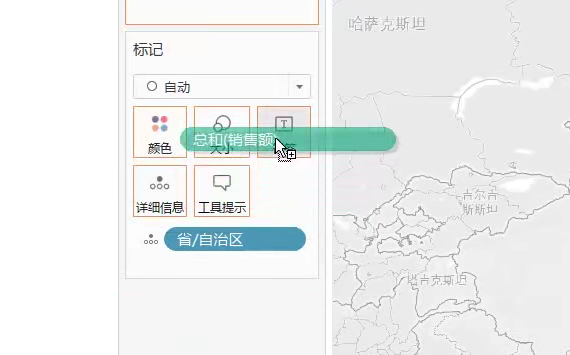 标记
自动
颜色
大小
总和(销售额)
详细信息
工具提示
省/自治区
哈萨克斯坦
吉尔吉
斯斯坦
塔吉克斯坦